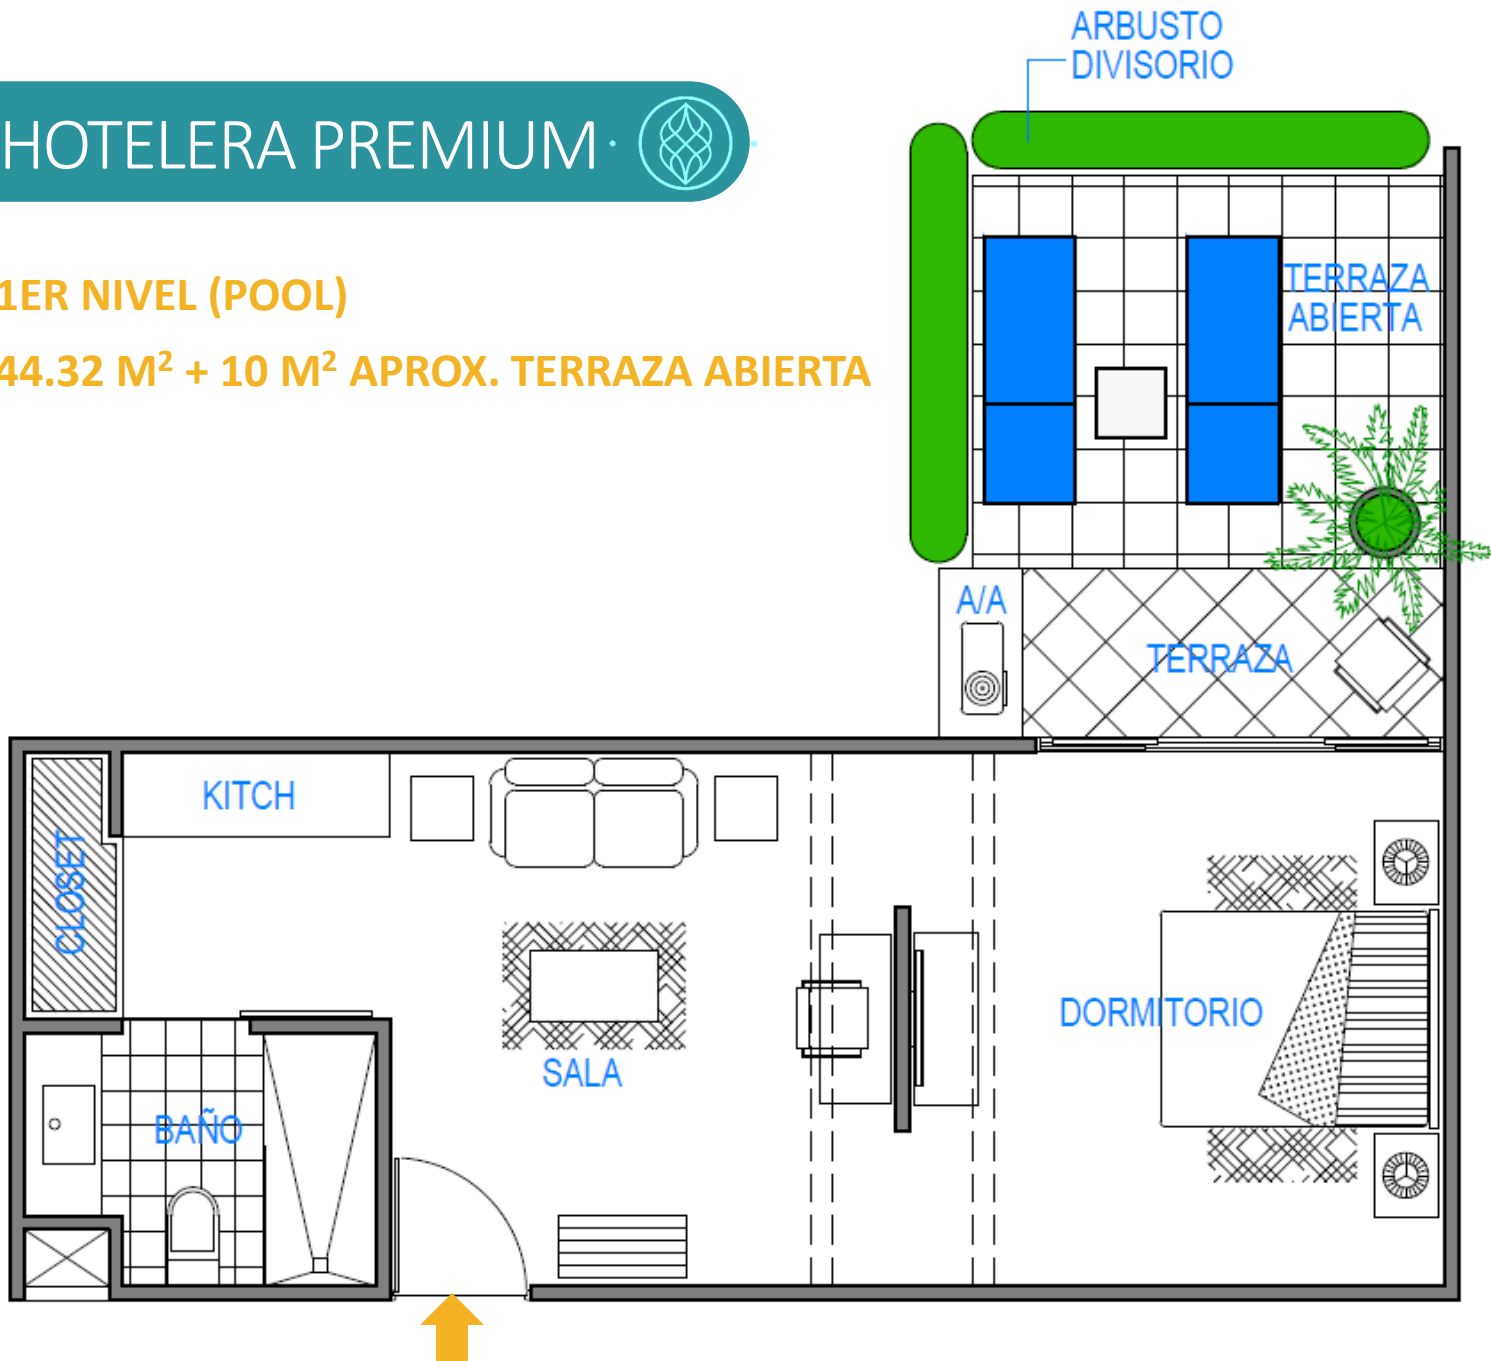 ARBUSTO
DIVISORIO
HOTELERA PREMIUM
1ER NIVEL (POOL)
44.32 M² + 10 M² APROX. TERRAZA ABIERTA
TERRAZA
ABIERTA
A/A
TERRAZA
KITCH
CLOSET
DORMITORIO
SALA
BAÑO